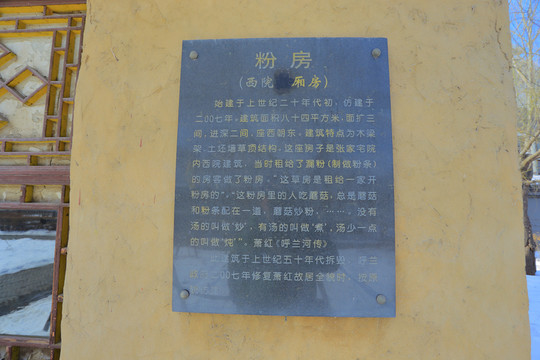 粉房
(西院 厢房)
始建于上世纪二十年代初，仿建于
二00七年，建筑面积八十四平方米，面扩三
间，进深二间，座西朝东，建筑特点为木梁
架，土坯墙草顶结构，这座房子是张家宅院
内西院建筑，当时租给了漏粉(制做粉条)
的房客做了粉房。"这草房是租给一家开
粉房的"，"这粉房里的人吃蘑菇，总是蘑菇
和粉条配在一道，蘑菇炒粉，……，没有
汤的叫做'炒'，有汤的叫做'煮'，汤少一点
的叫做'炖'"，萧红《呼兰河传》
建筑于上世纪五十年代拆毁，呼兰
二00七年修复萧红故居全貌时，按原